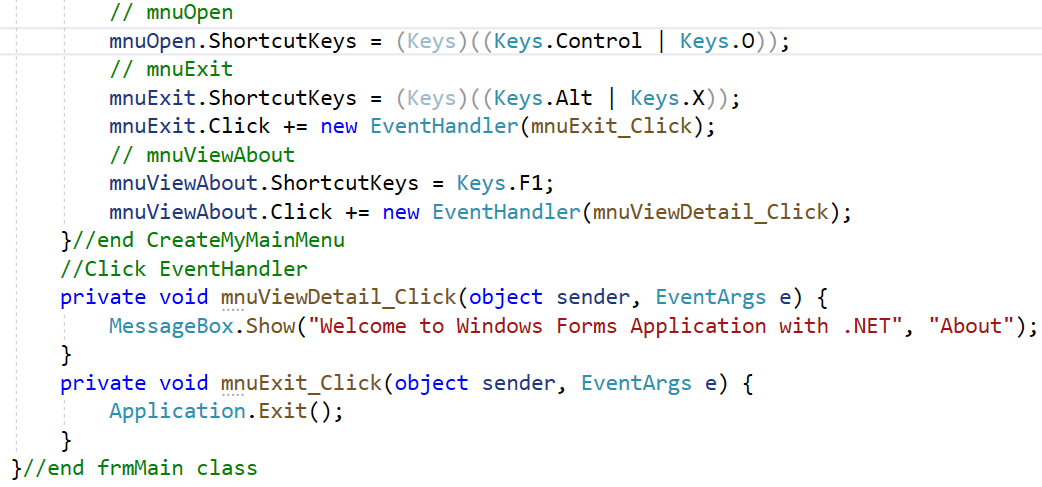 // mnuOpen
mnuOpen.ShortcutKeys = (Keys)((Keys.Control | Keys.O));
// mnuExit
mnuExit.ShortcutKeys = (Keys)((Keys.Alt | Keys.X));
mnuExit.Click += new EventHandler(mnuExit_Click);
// mnuViewAbout
mnuViewAbout.ShortcutKeys = Keys.F1;
mnuViewAbout.Click += new EventHandler(mnuViewDetail_Click);
}//end CreateMyMainMenu
//Click EventHandler
private void mnuViewDetail_Click(object sender, EventArgs e) {
MessageBox.Show("Welcome to Windows Forms Application with .NET", "About");
}
private void mnuExit_Click(object sender, EventArgs e) {
Application.Exit();
}
}//end frmMain class